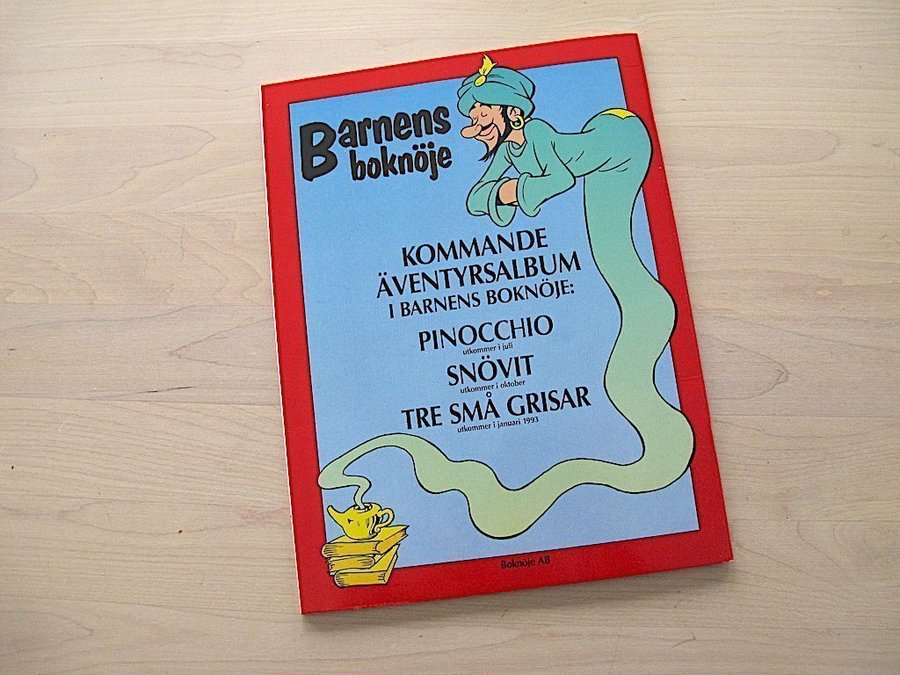 Barnens
boknöje
KOMMANDE
ÄVENTYRSALBUM
I BARNENS BOKNÖJE:
PINOCCHIO
utkommer i juli
SNÖVIT
utkommer i oktober
TRE SMÅ GRISAR
utkommer i januari 1993
Boknöje AB